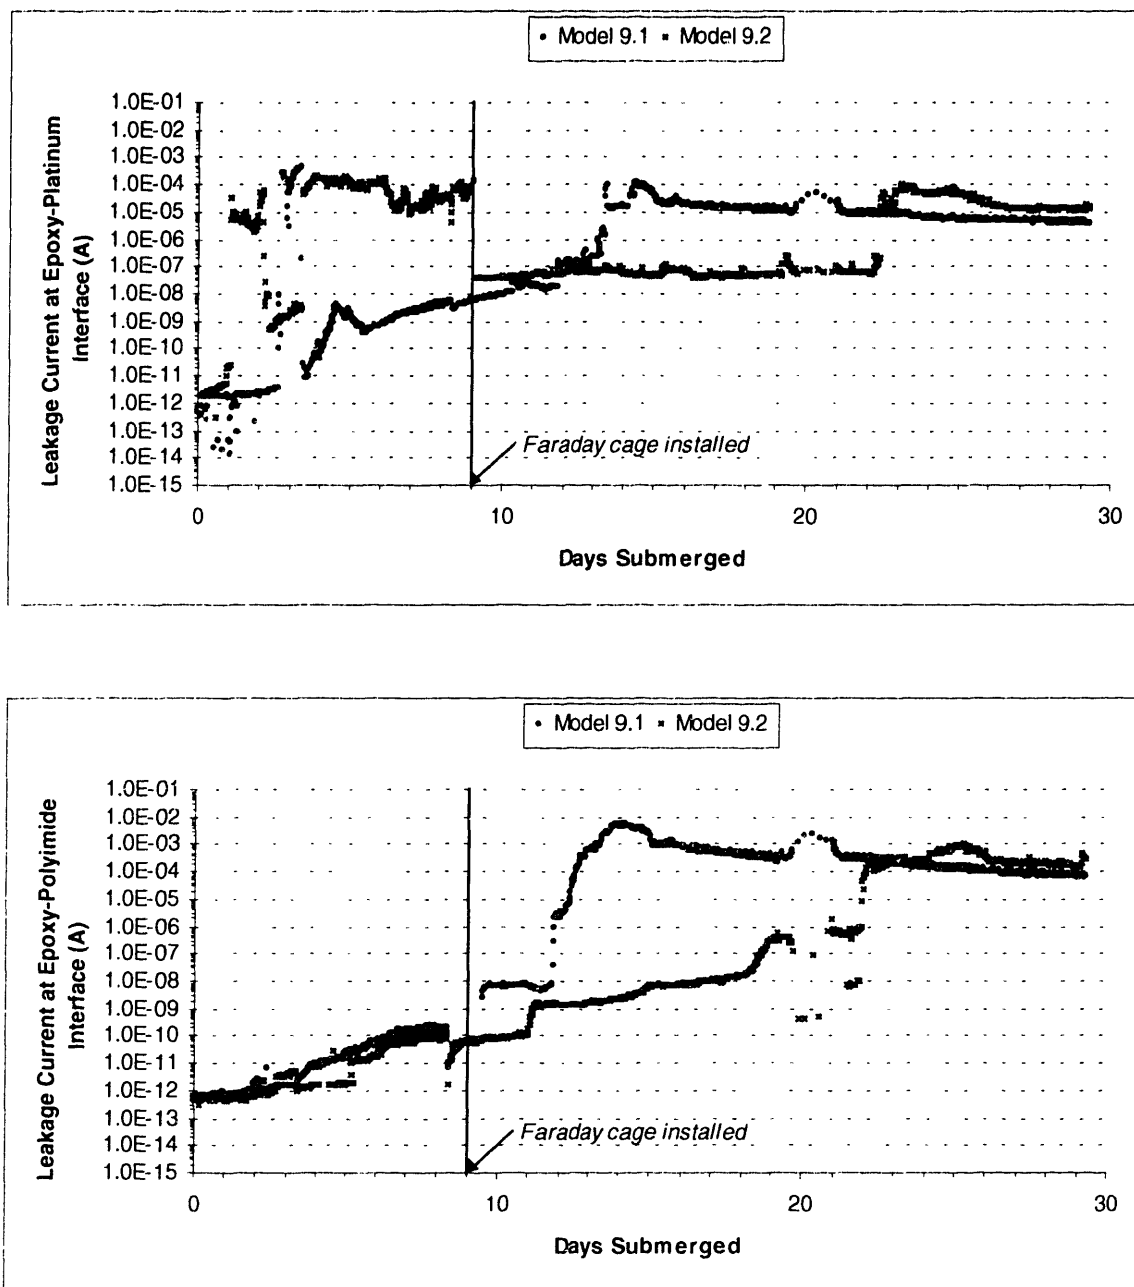 • Model 9.1 × Model 9.2
Leakage Current at Epoxy-Platinum
Interface (A)
1.0E-01
1.0E-02
1.0E-03
1.0E-04
1.0E-05
1.0E-06
1.0E-07
1.0E-08
1.0E-09
1.0E-10
1.0E-11
1.0E-12
1.0E-13
1.0E-14
1.0E-15
Faraday cage installed
0 10 20 30
Days Submerged
• Model 9.1 × Model 9.2
Leakage Current at Epoxy-Polyimide
Interface (A)
1.0E-01
1.0E-02
1.0E-03
1.0E-04
1.0E-05
1.0E-06
1.0E-07
1.0E-08
1.0E-09
1.0E-10
1.0E-11
1.0E-12
1.0E-13
1.0E-14
1.0E-15
Faraday cage installed
0 10 20 30
Days Submerged